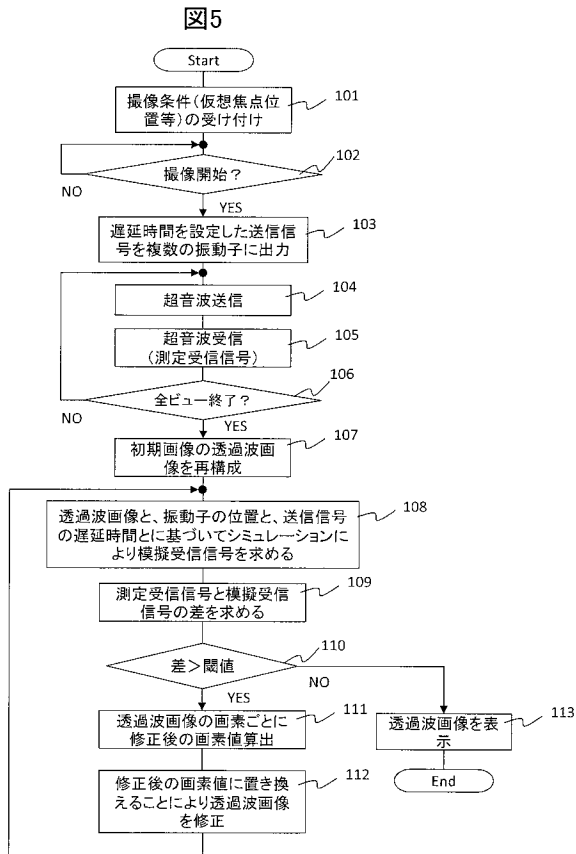 図5
Start
撮像条件(仮想焦点位
置等)の受け付け
101
撮像開始?
102
NO
YES
遅延時間を設定した送信信
号を複数の振動子に出力
103
超音波送信
104
超音波受信
(測定受信信号)
105
全ビュー終了?
106
NO
YES
初期画像の透過波画
像を再構成
107
透過波画像と、振動子の位置と、送信信号
の遅延時間とに基づいてシミュレーションに
より模擬受信信号を求める
108
測定受信信号と模擬受信
信号の差を求める
109
差>閾値
110
NO
YES
透過波画像の画素ごとに
修正後の画素値算出
111
透過波画像を表
示
113
End
修正後の画素値に置き換
えることにより透過波画像
を修正
112